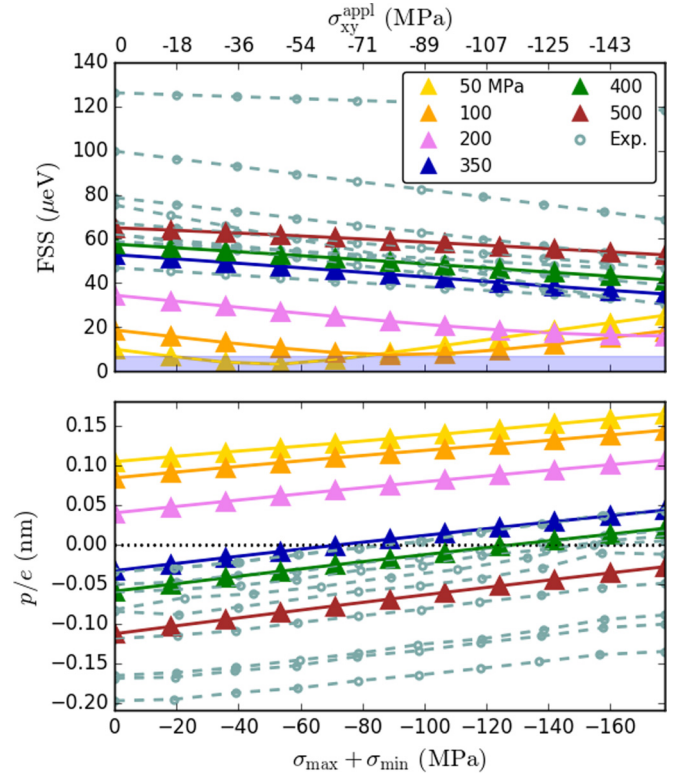 σ_xy^appl (MPa)
0 -18 -36 -54 -71 -89 -107 -125 -143
140
120
100
80
60
40
20
0
FSS (μeV)
50 MPa 400
100 500
200 Exp.
350
0.15
0.10
0.05
0.00
−0.05
−0.10
−0.15
−0.20
p/e (nm)
0 −20 −40 −60 −80 −100 −120 −140 −160
σ_max + σ_min (MPa)